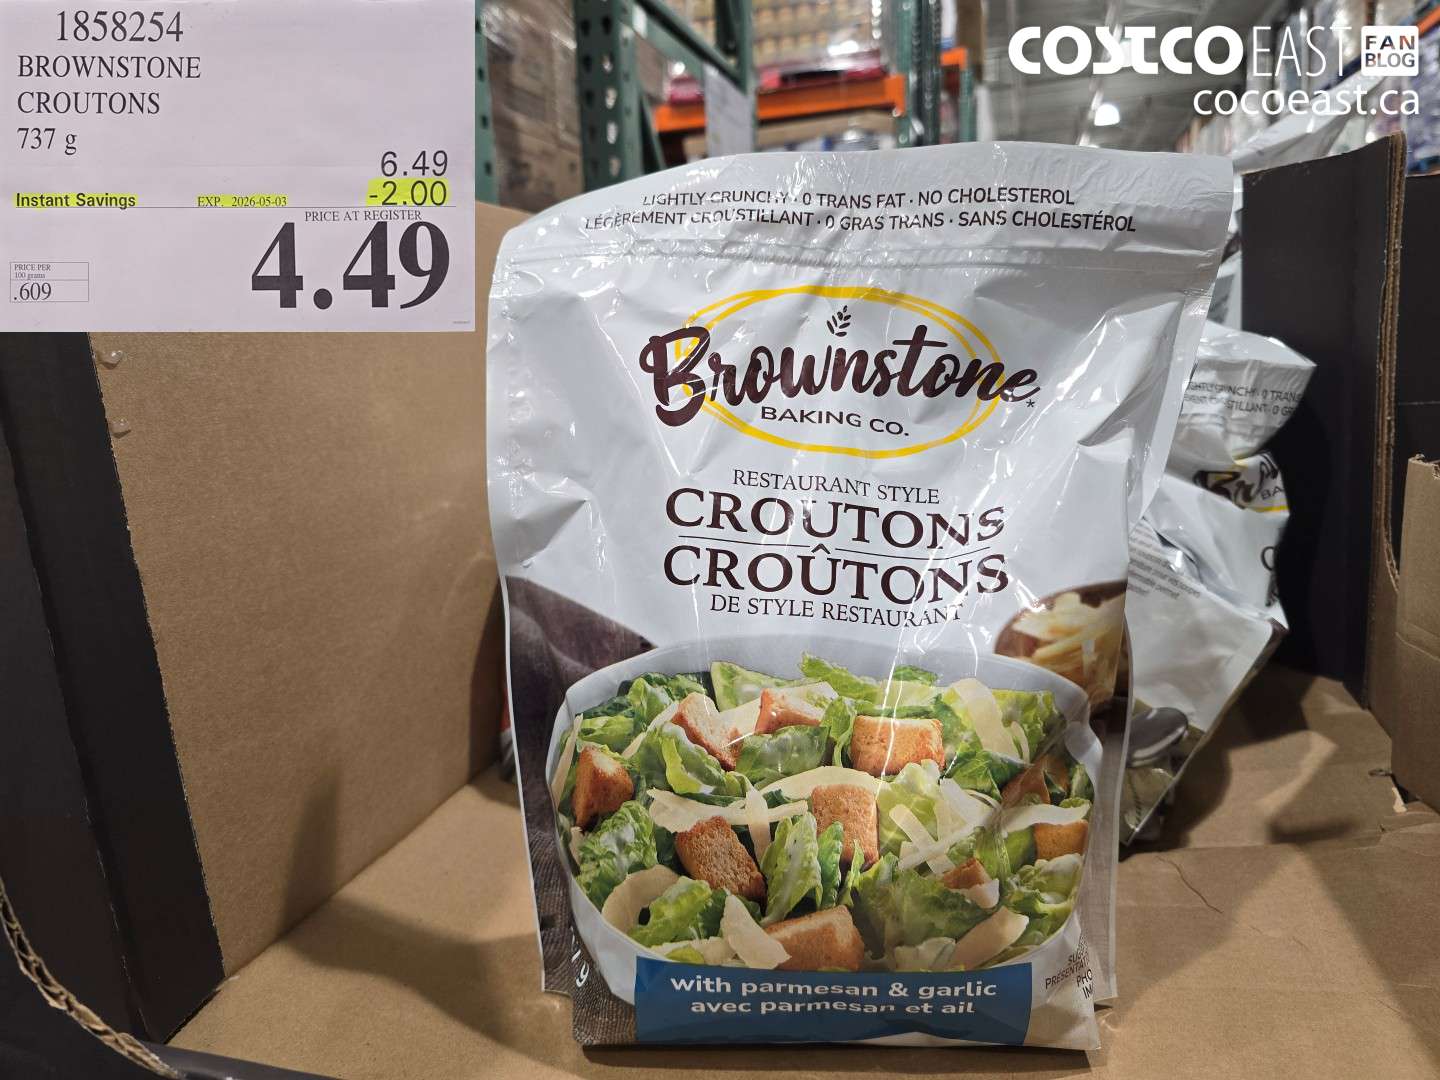 1858254
BROWNSTONE
CROUTONS
737 g
6.49
Instant Savings EXP. 2026-05-03 -2.00
PRICE AT REGISTER
4.49
PRICE PER
100 grams
.609
COSTCO EAST FAN BLOG
cocoeast.ca
LIGHTLY CRUNCHY · 0 TRANS FAT · NO CHOLESTEROL
LÉGÈREMENT CROUSTILLANT · 0 GRAS TRANS · SANS CHOLESTÉROL
Brownstone*
BAKING CO.
RESTAURANT STYLE
CROUTONS
CROÛTONS
DE STYLE RESTAURANT
with parmesan & garlic
avec parmesan et ail